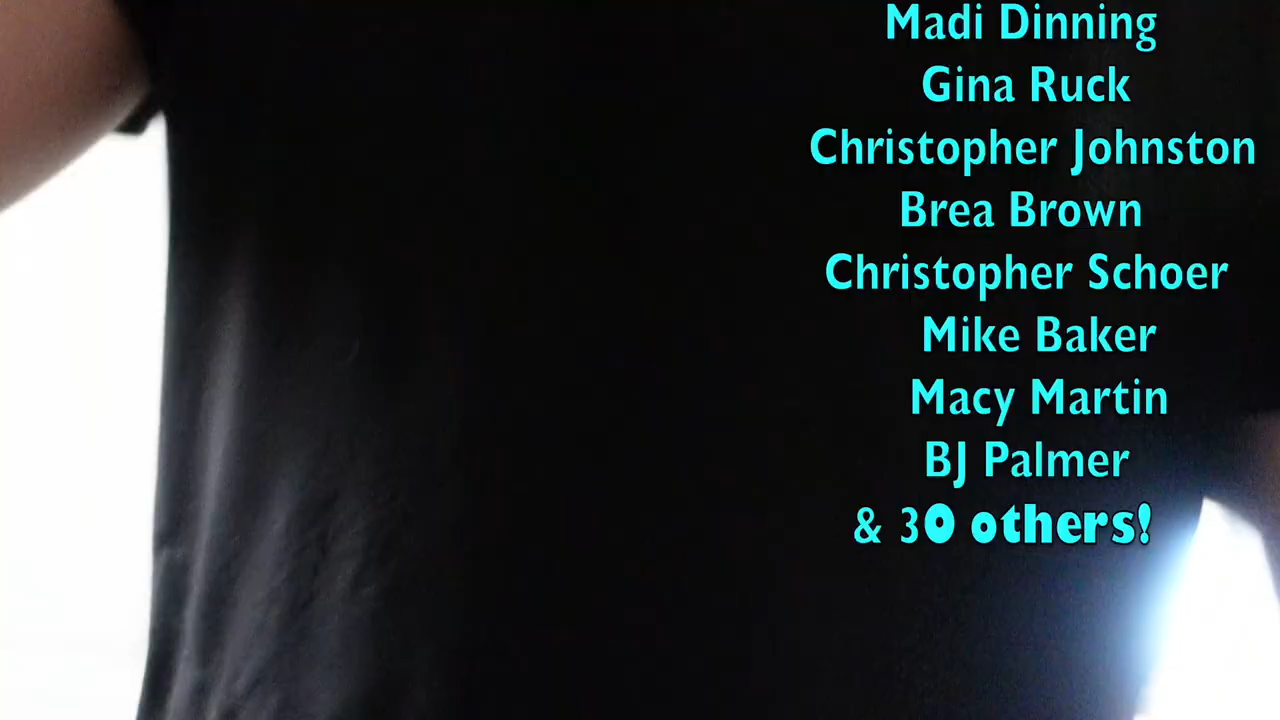 Madi Dinning
Gina Ruck
Christopher Johnston
Brea Brown
Christopher Schoer
Mike Baker
Macy Martin
BJ Palmer
& 30 others!